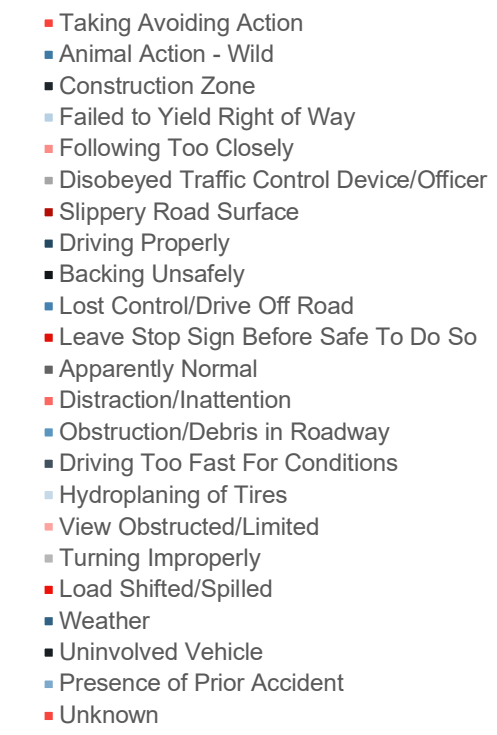 Taking Avoiding Action
Animal Action - Wild
Construction Zone
Failed to Yield Right of Way
Following Too Closely
Disobeyed Traffic Control Device/Officer
Slippery Road Surface
Driving Properly
Backing Unsafely
Lost Control/Drive Off Road
Leave Stop Sign Before Safe To Do So
Apparently Normal
Distraction/Inattention
Obstruction/Debris in Roadway
Driving Too Fast For Conditions
Hydroplaning of Tires
View Obstructed/Limited
Turning Improperly
Load Shifted/Spilled
Weather
Uninvolved Vehicle
Presence of Prior Accident
Unknown